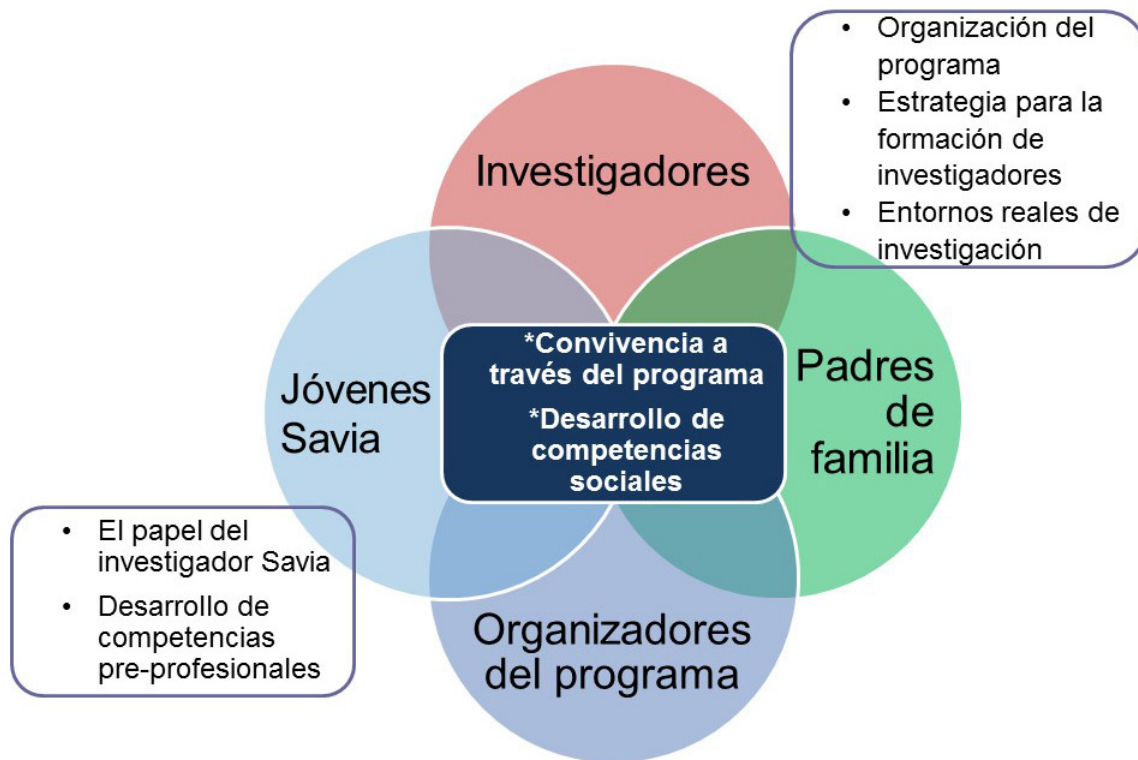 • Organización del
programa
• Estrategia para la
formación de
investigadores
• Entornos reales de
investigación
Investigadores
Jóvenes
Savia
*Convivencia a
través del programa
*Desarrollo de
competencias
sociales
Padres
de
familia
• El papel del
investigador Savia
• Desarrollo de
competencias
pre-profesionales
Organizadores
del programa